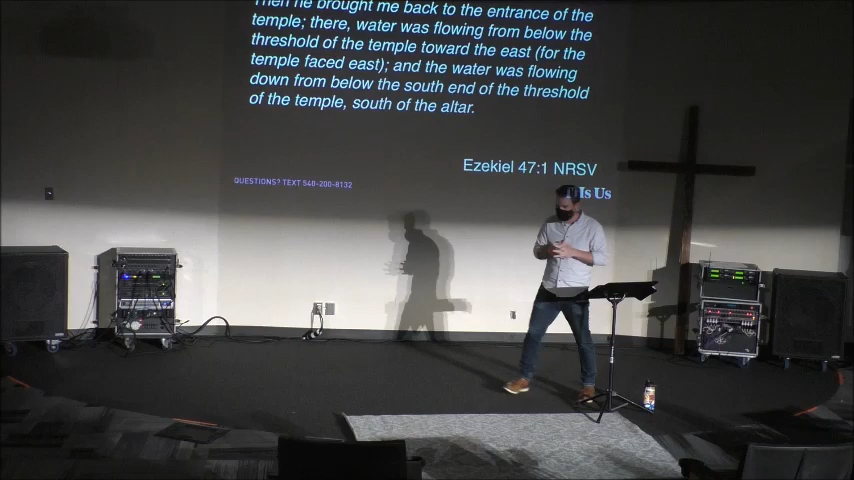 Then he brought me back to the entrance of the
temple; there, water was flowing from below the
threshold of the temple toward the east (for the
temple faced east); and the water was flowing
down from below the south end of the threshold
of the temple, south of the altar.
Ezekiel 47:1 NRSV
QUESTIONS? TEXT 540-200-8132
Is Us